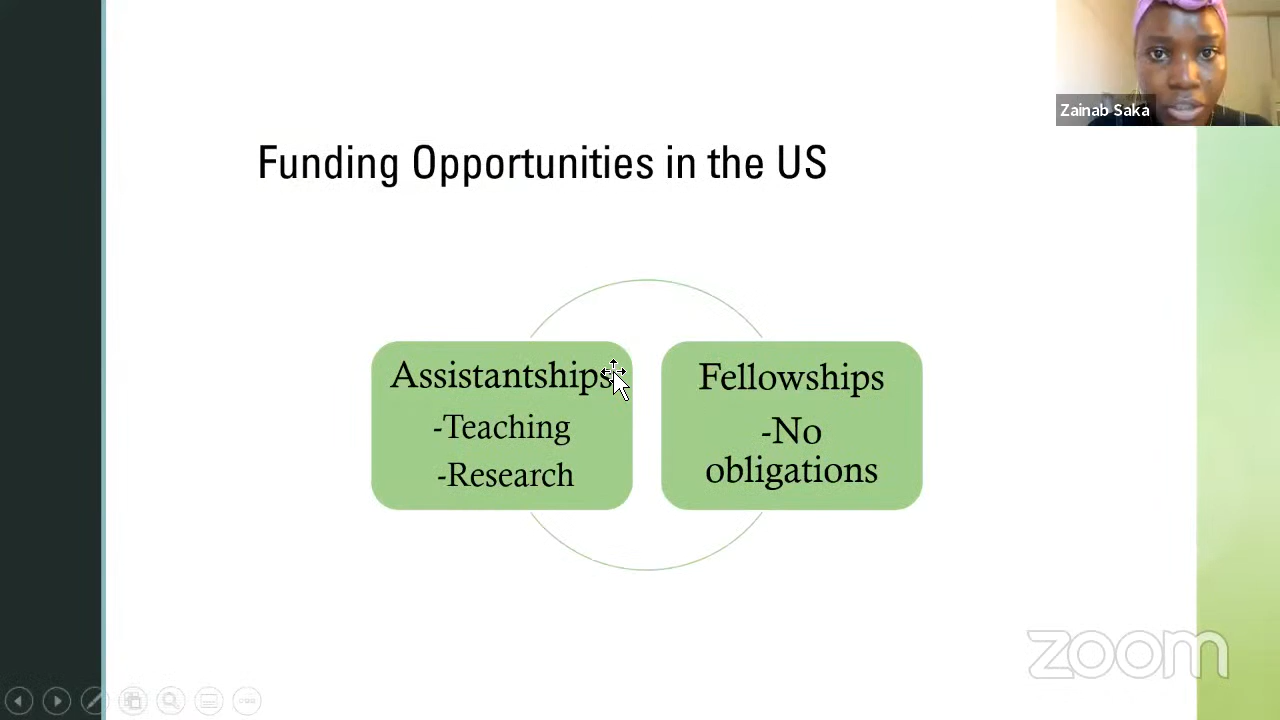 Zainab Saka
Funding Opportunities in the US
Assistantships
-Teaching
-Research
Fellowships
-No
obligations
zoom